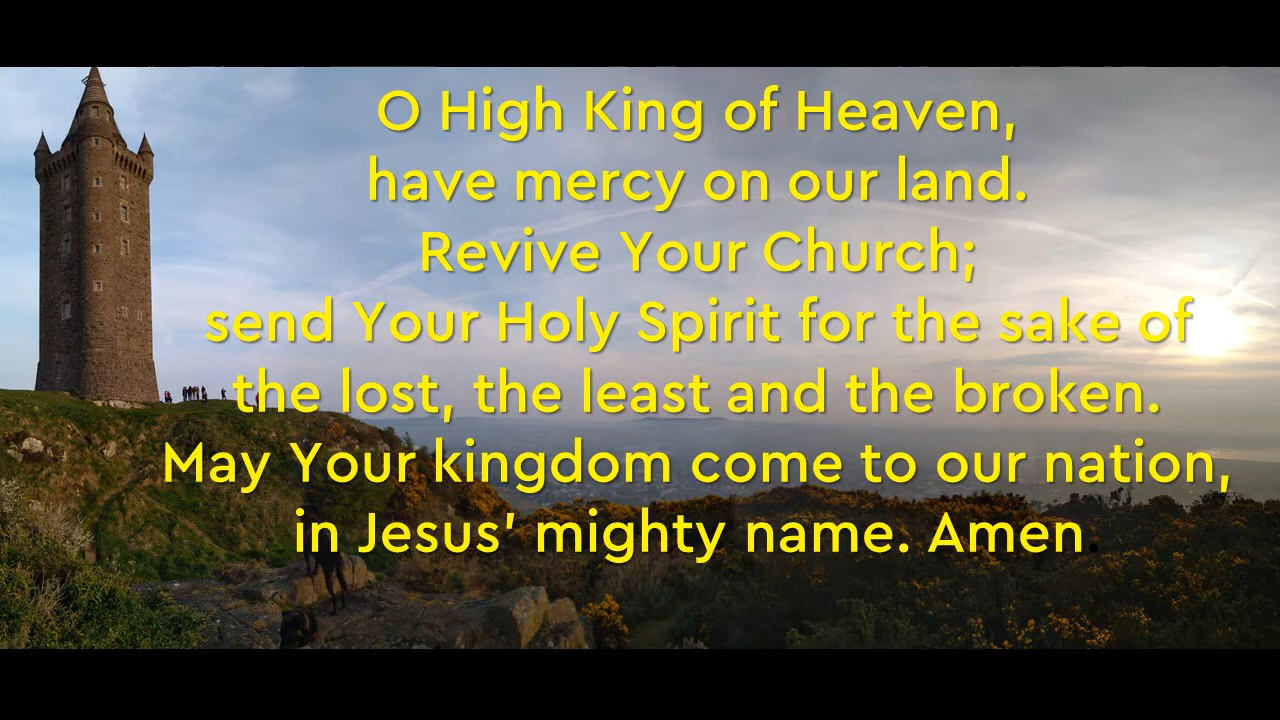 O High King of Heaven,
have mercy on our land.
Revive Your Church;
send Your Holy Spirit for the sake of
the lost, the least and the broken.
May Your kingdom come to our nation,
in Jesus’ mighty name. Amen.